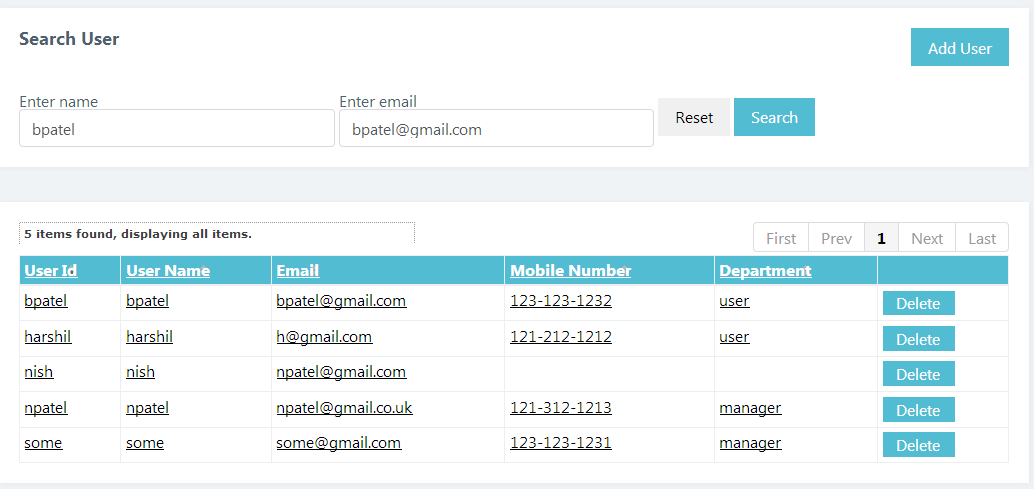 Search User
Add User
Enter name Enter email
bpatel bpatel@gmail.com Reset Search
5 items found, displaying all items.
First Prev 1 Next Last
User Id User Name Email Mobile Number Department
bpatel bpatel bpatel@gmail.com 123-123-1232 user Delete
harshil harshil h@gmail.com 121-212-1212 user Delete
nish nish npatel@gmail.com Delete
npatel npatel npatel@gmail.co.uk 121-312-1213 manager Delete
some some some@gmail.com 123-123-1231 manager Delete